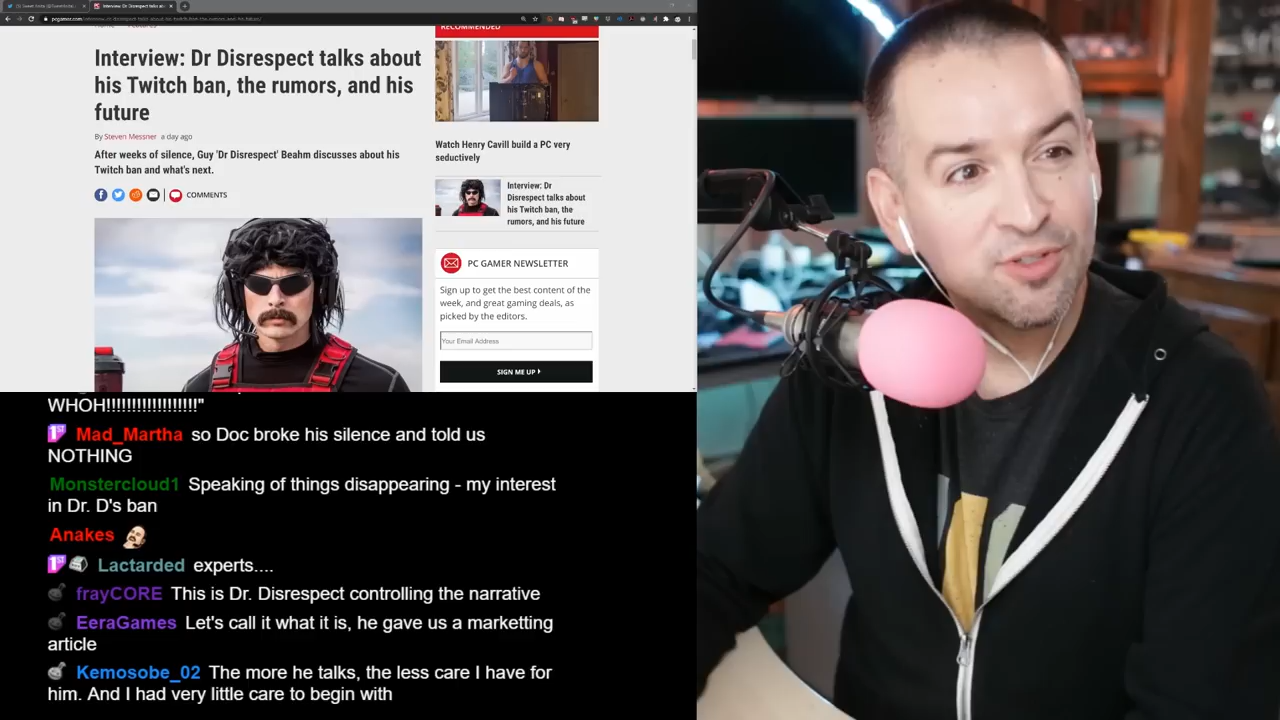 Interview: Dr Disrespect talks about
his Twitch ban, the rumors, and his
future
By Steven Messner a day ago
After weeks of silence, Guy 'Dr Disrespect' Beahm discusses about his
Twitch ban and what's next.
COMMENTS
RECOMMENDED
Watch Henry Cavill build a PC very
seductively
Interview: Dr
Disrespect talks about
his Twitch ban, the
rumors, and his future
PC GAMER NEWSLETTER
Sign up to get the best content of the
week, and great gaming deals, as
picked by the editors.
Your Email Address
SIGN ME UP
WHOH!!!!!!!!!!!!!!!!!!"
Mad_Martha so Doc broke his silence and told us
NOTHING
Monstercloud1 Speaking of things disappearing - my interest
in Dr. D's ban
Anakes
1ST Lactarded experts....
frayCORE This is Dr. Disrespect controlling the narrative
EeraGames Let's call it what it is, he gave us a marketting
article
Kemosobe_02 The more he talks, the less care I have for
him. And I had very little care to begin with